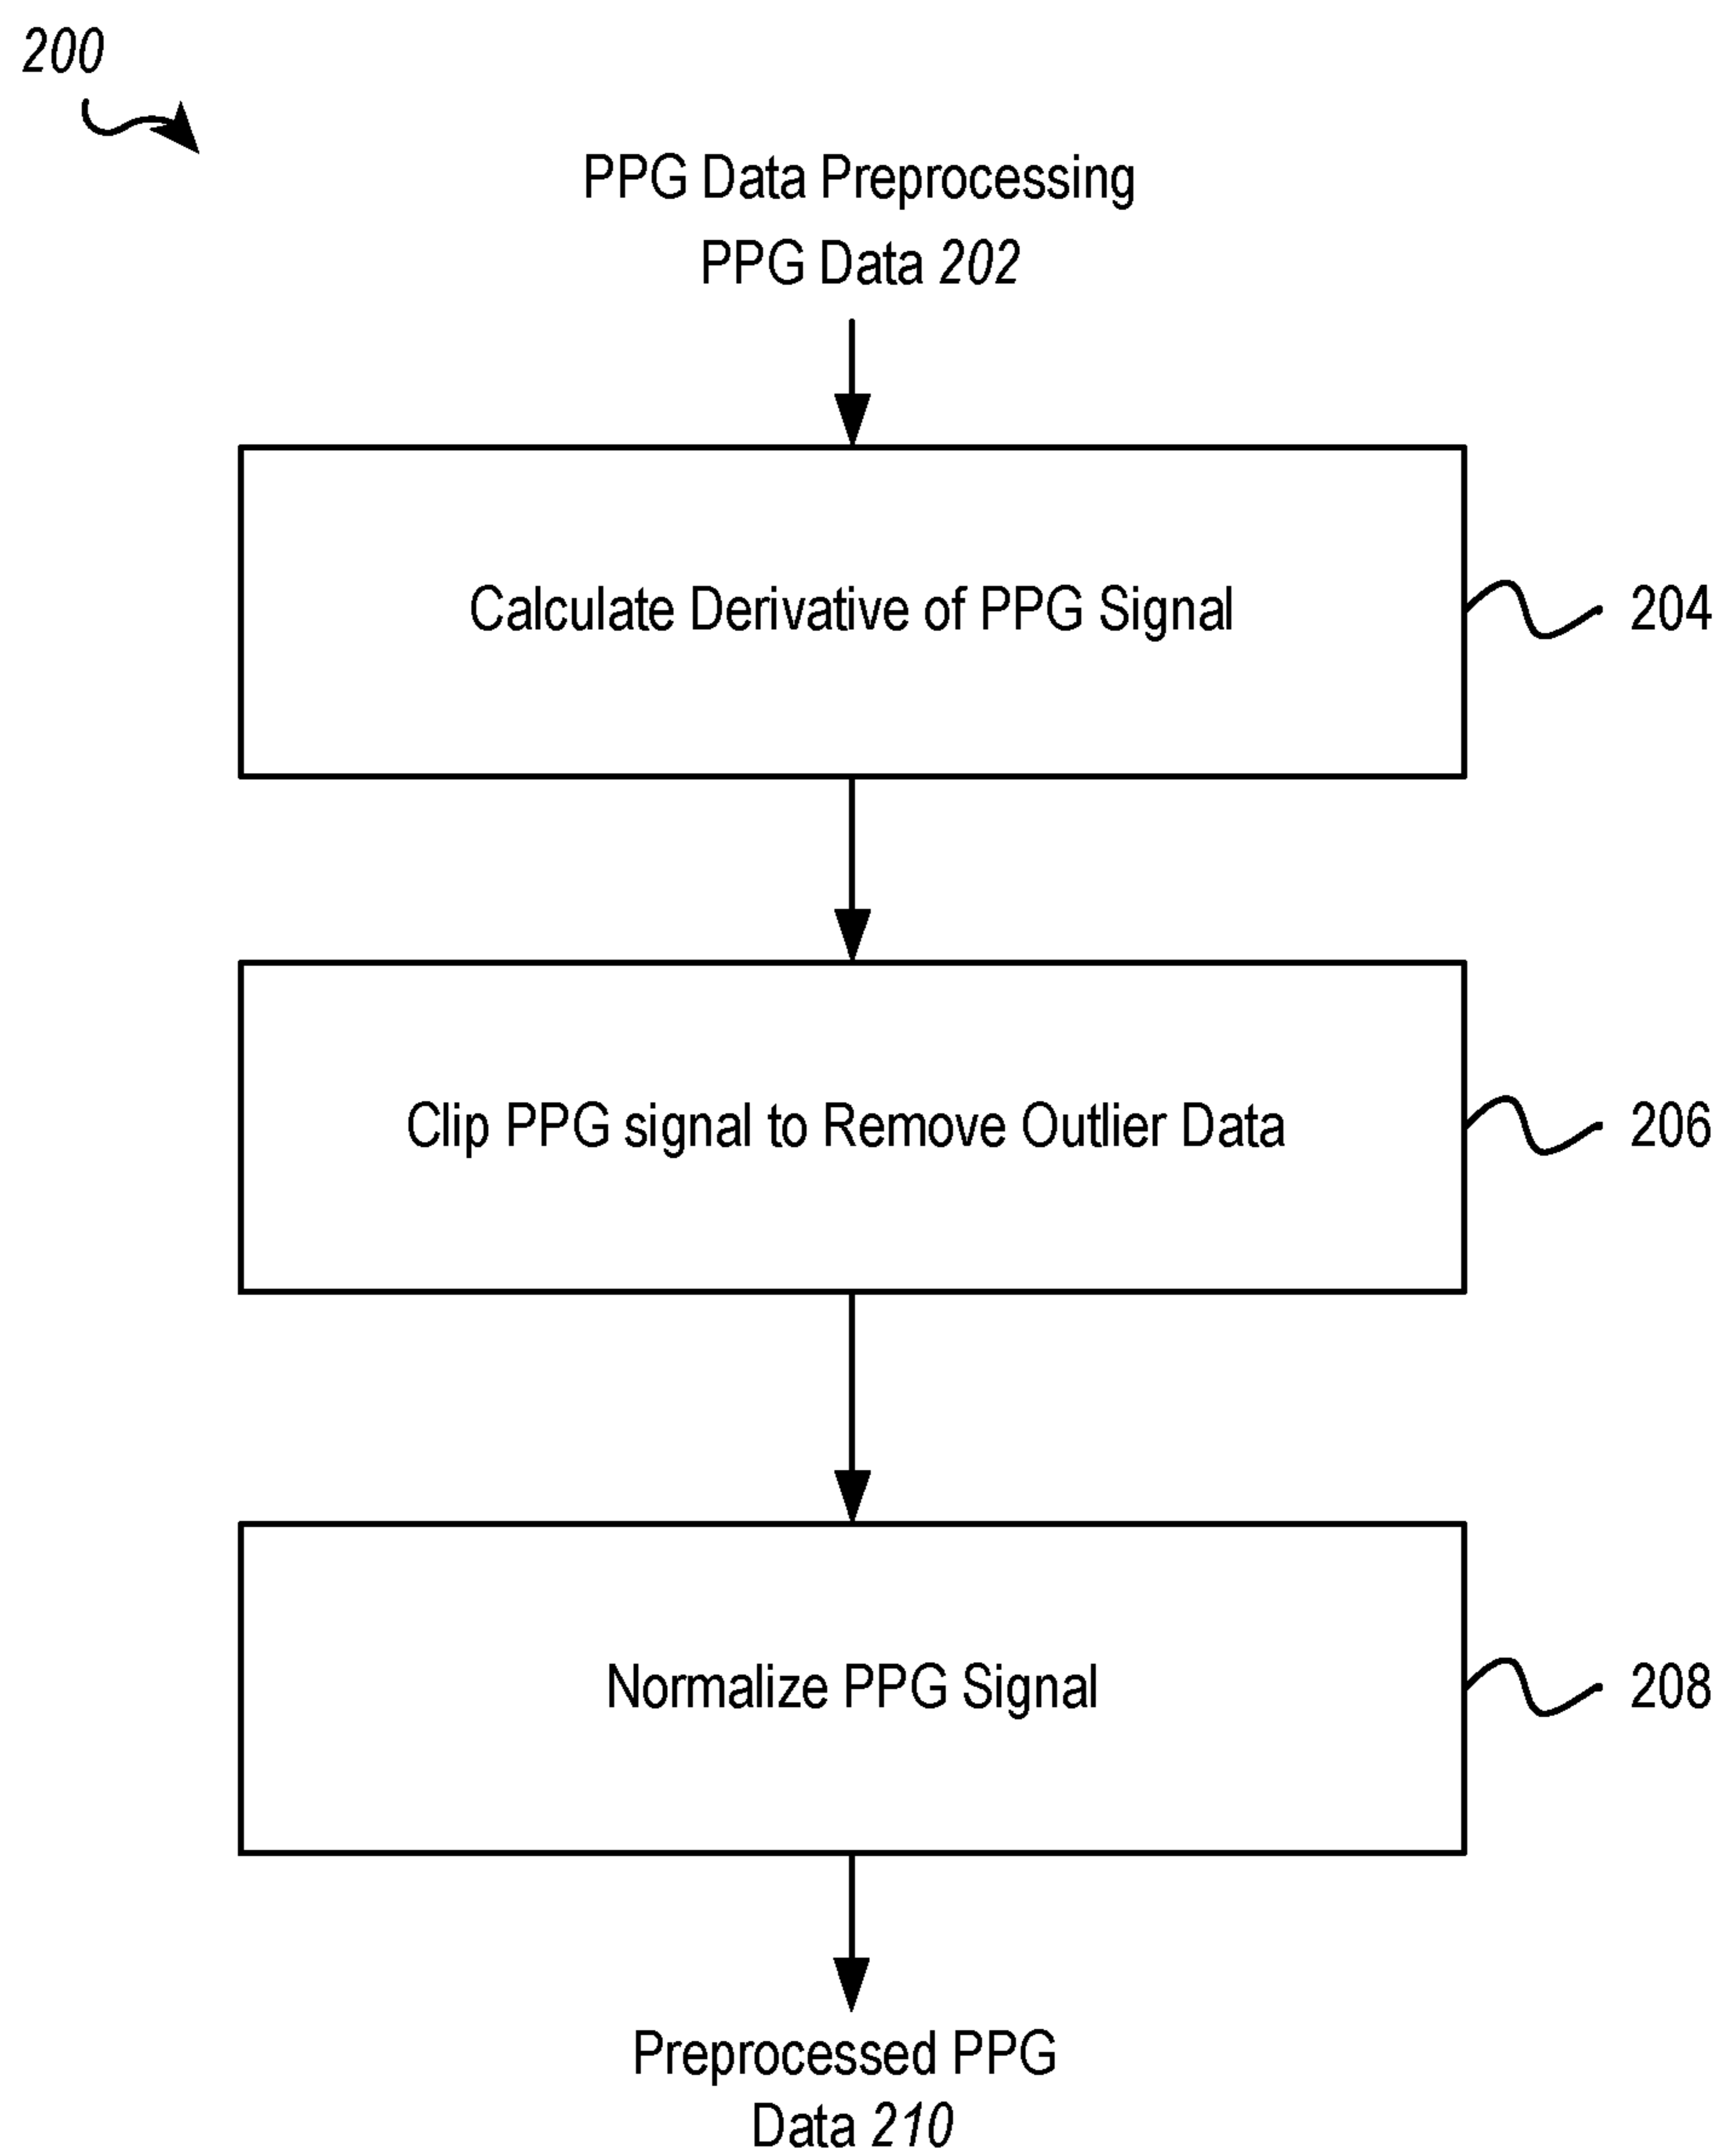 200
PPG Data Preprocessing
PPG Data 202
Calculate Derivative of PPG Signal
204
Clip PPG signal to Remove Outlier Data
206
Normalize PPG Signal
208
Preprocessed PPG
Data 210